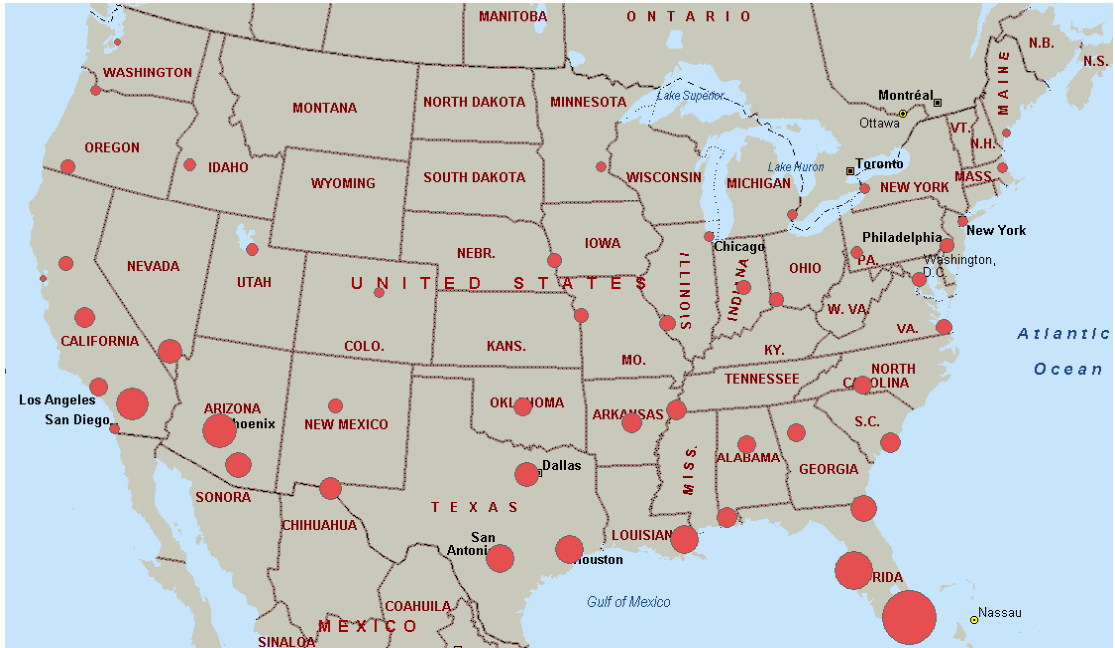 MANITOBA
ONTARIO
N.B.
N.S.
MAINE
WASHINGTON
MONTANA
NORTH DAKOTA
MINNESOTA
Lake Superior
Montréal
Ottawa
VT.
N.H.
OREGON
IDAHO
WYOMING
SOUTH DAKOTA
WISCONSIN
MICHIGAN
Lake Huron
Toronto
NEW YORK
MASS.
NEBR.
IOWA
Chicago
Philadelphia
New York
NEVADA
UTAH
UNITED STATES
ILLINOIS
INDIANA
OHIO
PA.
Washington,
D.C.
W. VA.
VA.
Atlantic
Ocean
CALIFORNIA
COLO.
KANS.
MO.
KY.
TENNESSEE
NORTH
CAROLINA
Los Angeles
San Diego
ARIZONA
hoenix
NEW MEXICO
OKLAHOMA
ARKANSAS
S.C.
MISS.
ALABAMA
GEORGIA
Dallas
SONORA
TEXAS
CHIHUAHUA
San
Antoni
Houston
LOUISIAN
RIDA
Gulf of Mexico
COAHUILA
Nassau
MEXICO
SINALOA